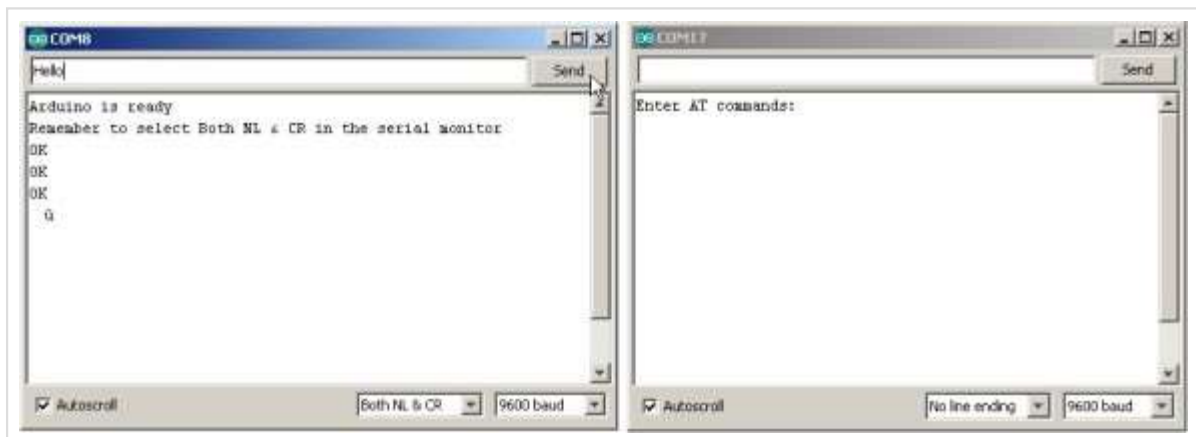 COM8
Hello
Send
Arduino is ready
Remember to select Both NL & CR in the serial monitor
OK
OK
OK
û
Autoscroll
Both NL & CR
9600 baud
COM17
Send
Enter AT commands:
Autoscroll
No line ending
9600 baud